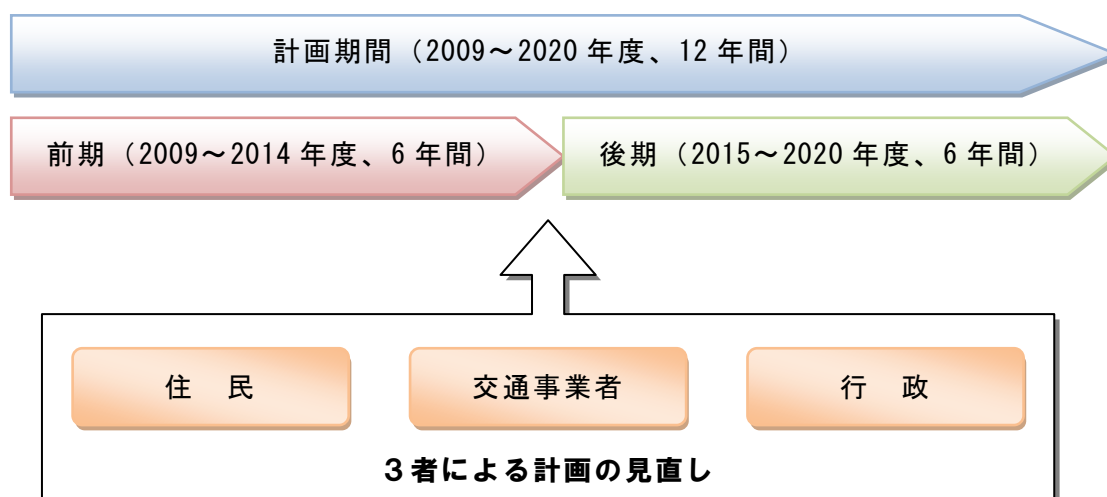 計画期間（2009～2020 年度、12 年間）
前期（2009～2014 年度、6 年間）
後期（2015～2020 年度、6 年間）
住　民
交通事業者
行　政
３者による計画の見直し